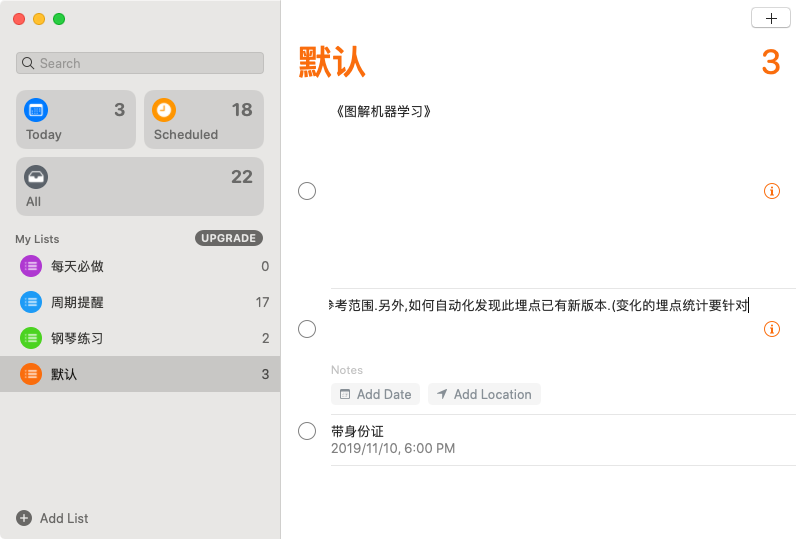 Search
Today 3
Scheduled 18
All 22
My Lists UPGRADE
每天必做 0
周期提醒 17
钢琴练习 2
默认 3
Add List
默认 3
《图解机器学习》
考范围.另外,如何自动化发现此埋点已有新版本.(变化的埋点统计要针对
Notes
Add Date Add Location
带身份证
2019/11/10, 6:00 PM